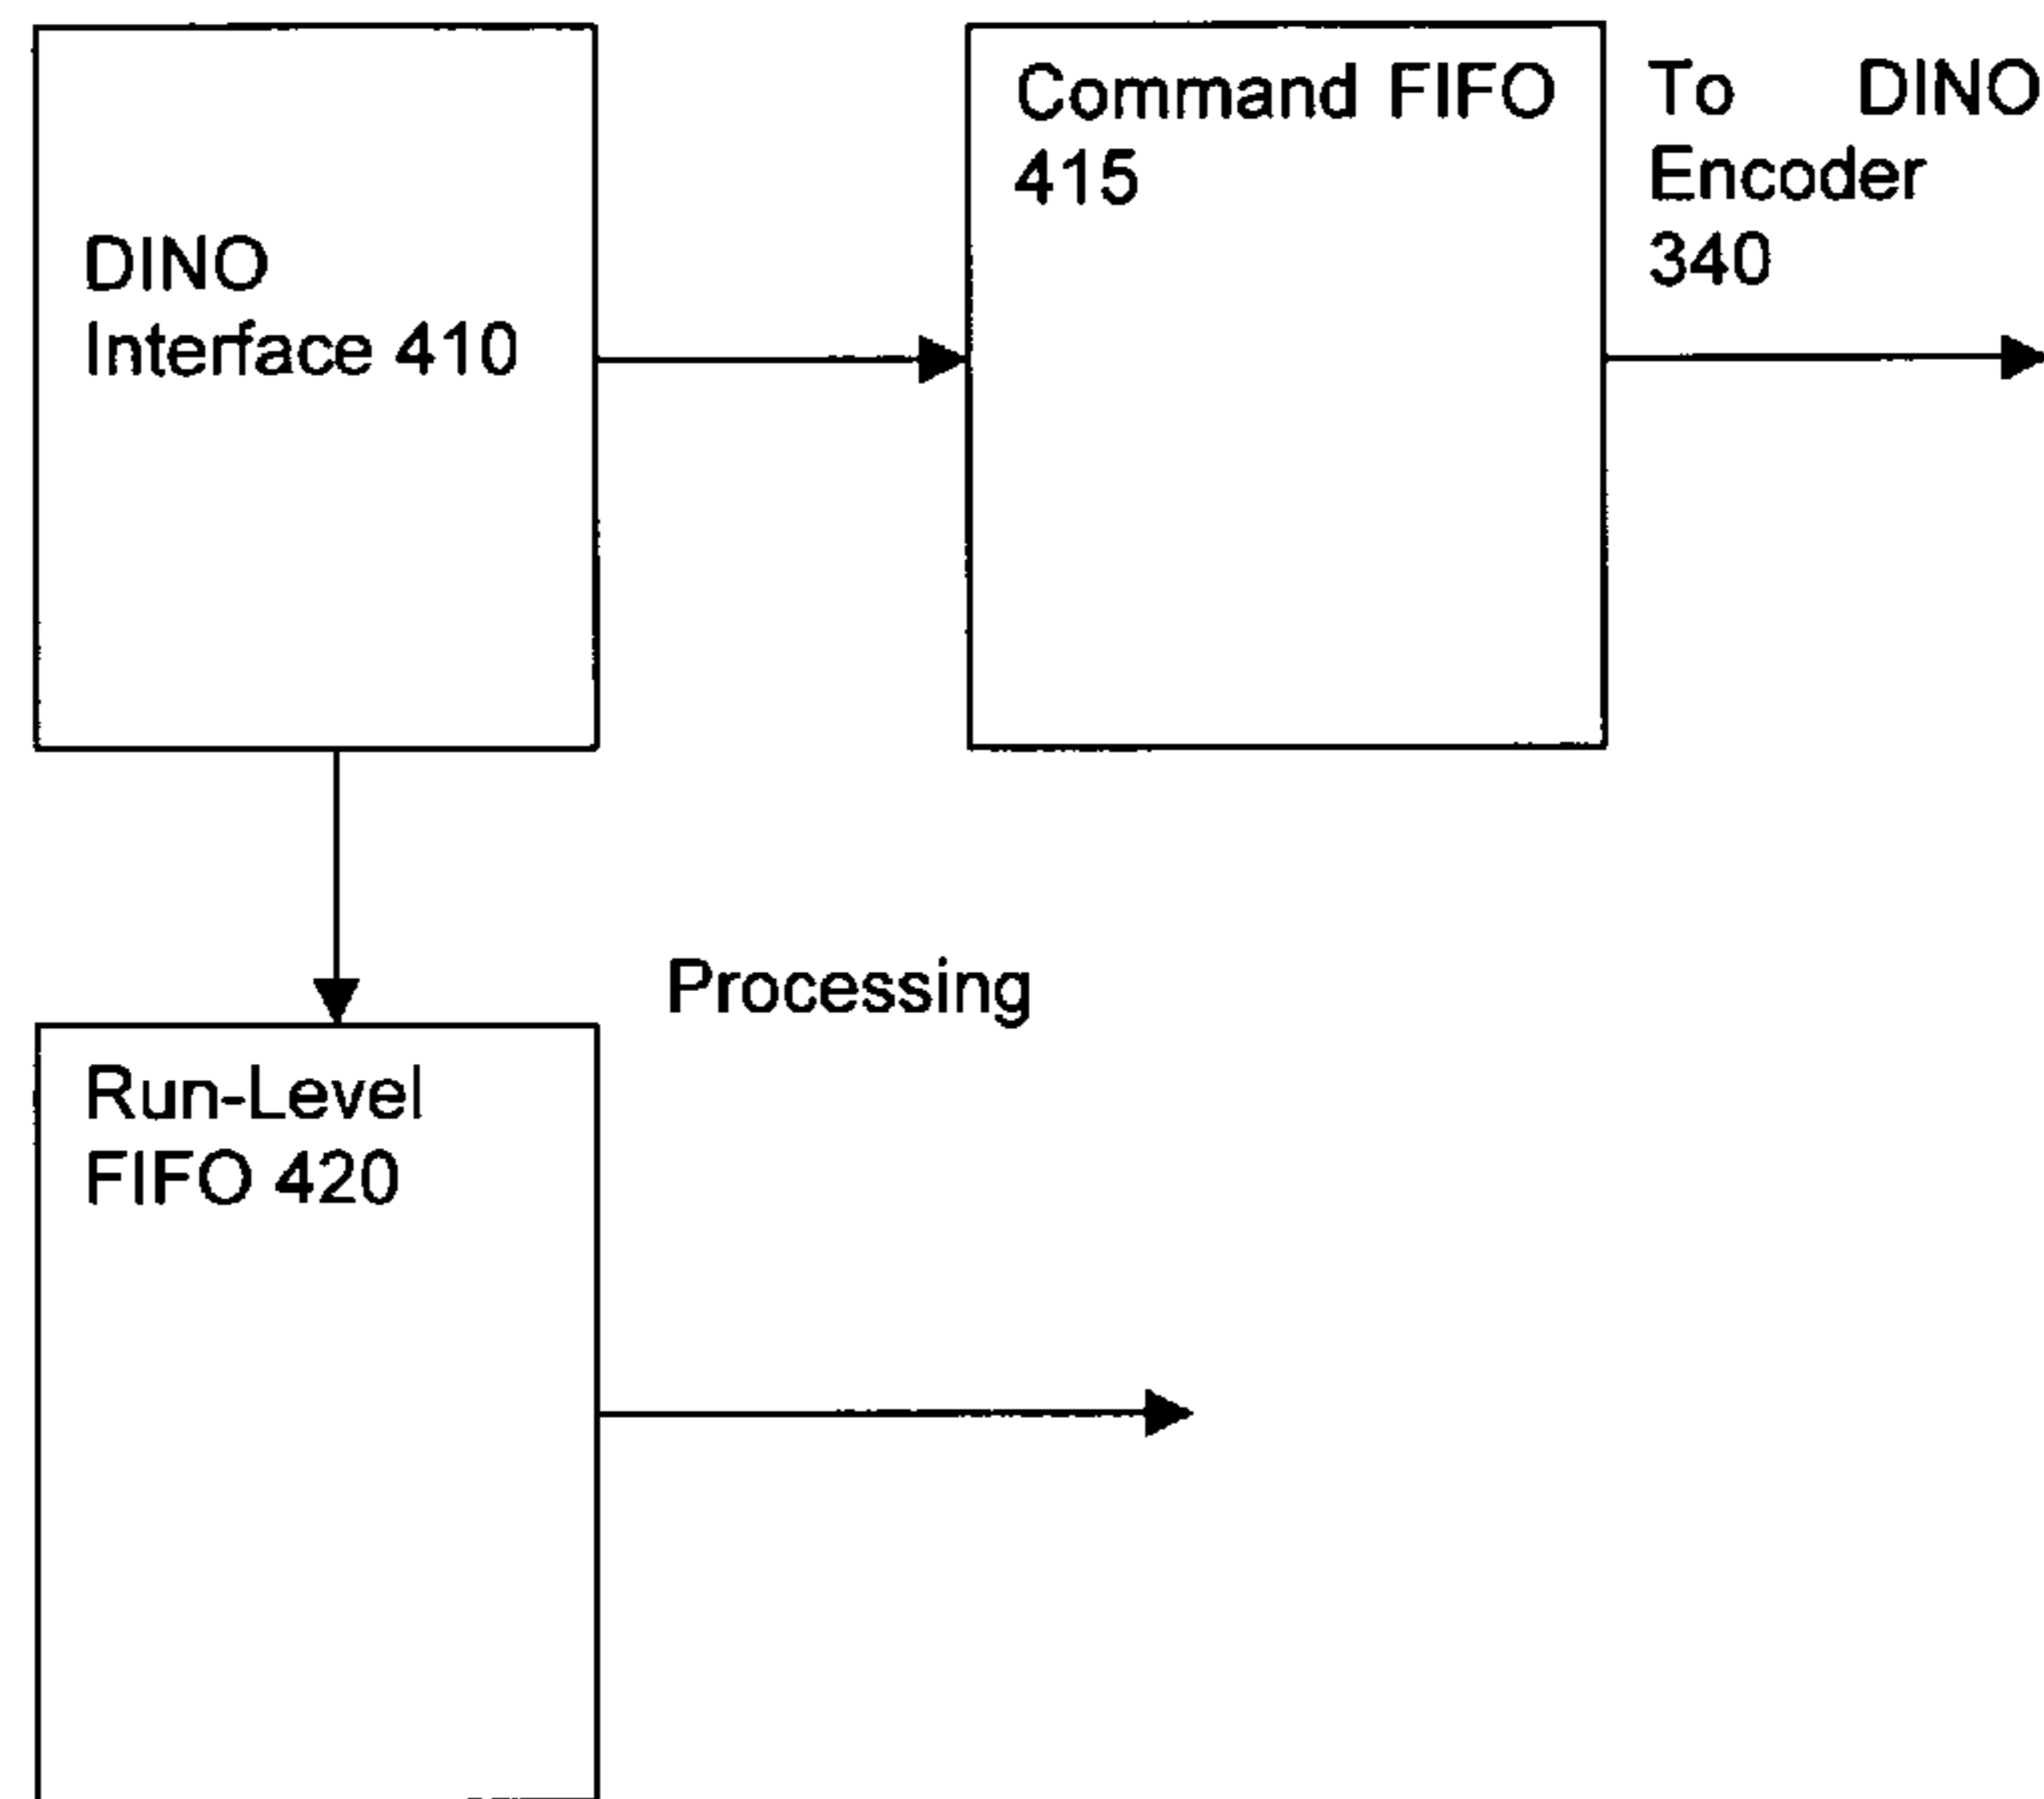 DINO
Interface 410
Command FIFO
415
To DINO
Encoder
340
Processing
Run-Level
FIFO 420